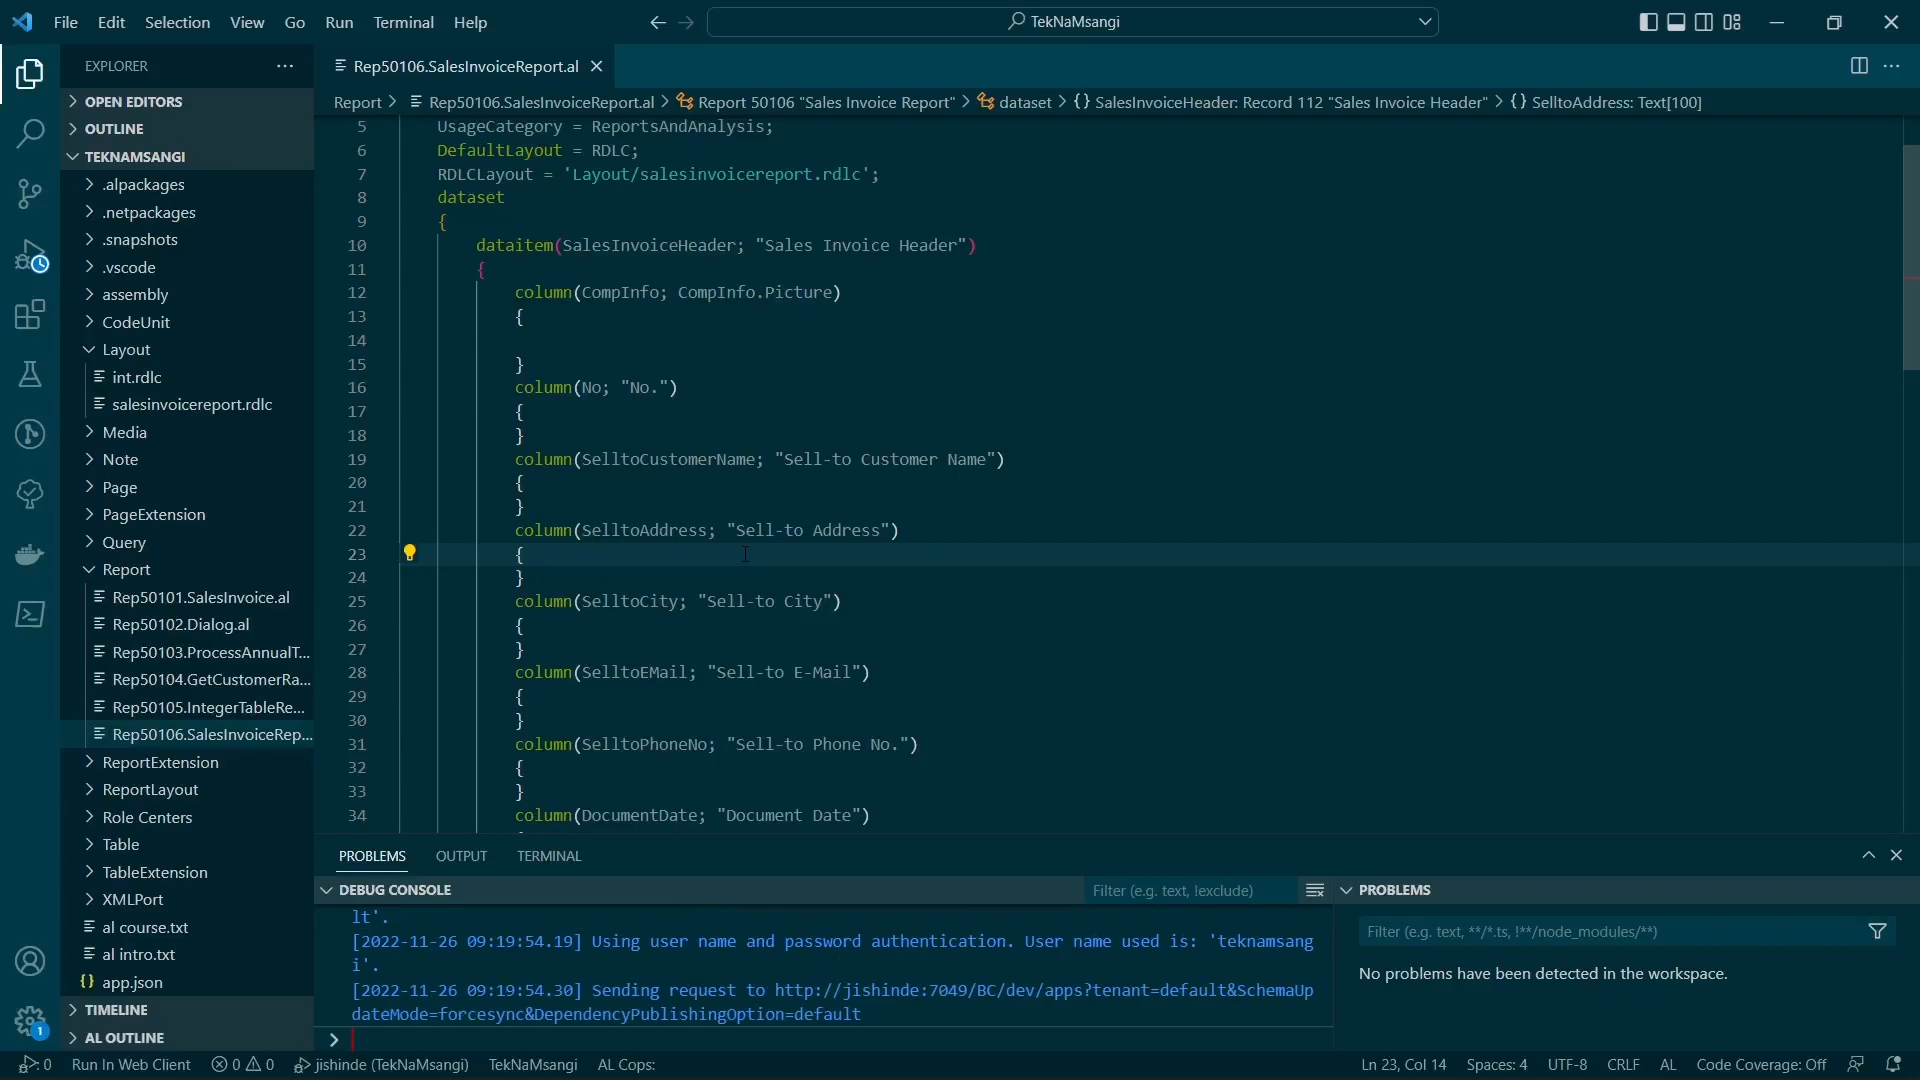 File Edit Selection View Go Run Terminal Help
TekNaMsangi
EXPLORER
OPEN EDITORS
OUTLINE
TEKNAMSANGI
.alpackages
.netpackages
.snapshots
.vscode
assembly
CodeUnit
Layout
int.rdlc
salesinvoicereport.rdlc
Media
Note
Page
PageExtension
Query
Report
Rep50101.SalesInvoice.al
Rep50102.Dialog.al
Rep50103.ProcessAnnualT...
Rep50104.GetCustomerRa...
Rep50105.IntegerTableRe...
Rep50106.SalesInvoiceRep...
ReportExtension
ReportLayout
Role Centers
Table
TableExtension
XMLPort
al course.txt
al intro.txt
{} app.json
TIMELINE
AL OUTLINE
1
Rep50106.SalesInvoiceReport.al
Report > Rep50106.SalesInvoiceReport.al > Report 50106 "Sales Invoice Report" > dataset > {} SalesInvoiceHeader: Record 112 "Sales Invoice Header" > {} SelltoAddress: Text[100]
5 UsageCategory = ReportsAndAnalysis;
6 DefaultLayout = RDLC;
7 RDLCLayout = 'Layout/salesinvoicereport.rdlc';
8 dataset
9 {
10 dataitem(SalesInvoiceHeader; "Sales Invoice Header")
11 {
12 column(CompInfo; CompInfo.Picture)
13 {
14
15 }
16 column(No; "No.")
17 {
18 }
19 column(SelltoCustomerName; "Sell-to Customer Name")
20 {
21 }
22 column(SelltoAddress; "Sell-to Address")
23 {
24 }
25 column(SelltoCity; "Sell-to City")
26 {
27 }
28 column(SelltoEMail; "Sell-to E-Mail")
29 {
30 }
31 column(SelltoPhoneNo; "Sell-to Phone No.")
32 {
33 }
34 column(DocumentDate; "Document Date")
PROBLEMS OUTPUT TERMINAL
DEBUG CONSOLE
Filter (e.g. text, !exclude)
lt'.
[2022-11-26 09:19:54.19] Using user name and password authentication. User name used is: 'teknamsang
i'.
[2022-11-26 09:19:54.30] Sending request to http://jishinde:7049/BC/dev/apps?tenant=default&SchemaUp
dateMode=forcesync&DependencyPublishingOption=default
PROBLEMS
Filter (e.g. text, **/*.ts, !**/node_modules/**)
No problems have been detected in the workspace.
: 0 Run In Web Client 0 0 jishinde (TekNaMsangi) TekNaMsangi AL Cops: Ln 23, Col 14 Spaces: 4 UTF-8 CRLF AL Code Coverage: Off